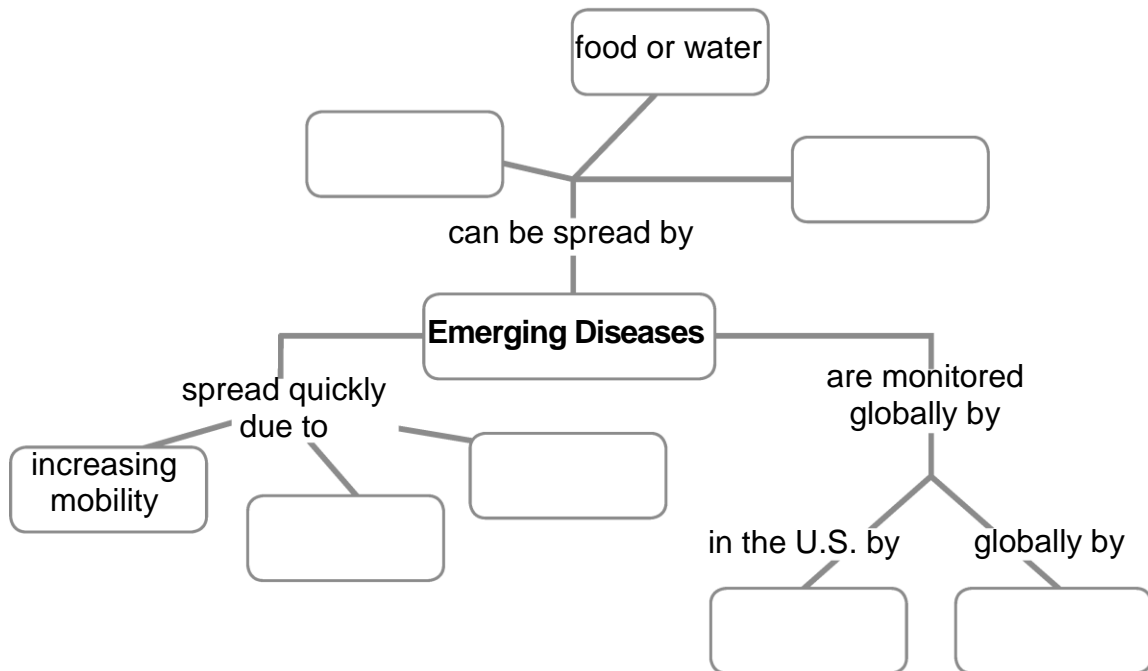 food or water
can be spread by
Emerging Diseases
spread quickly
due to
are monitored
globally by
increasing
mobility
in the U.S. by
globally by